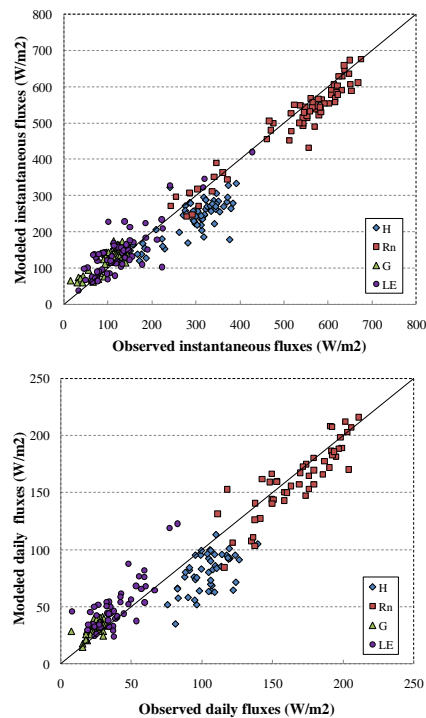 800
700
600
500
400
300
200
100
0
Modeled instantaneous fluxes (W/m2)
H
Rn
G
LE
0 100 200 300 400 500 600 700 800
Observed instantaneous fluxes (W/m2)
250
200
150
100
50
0
Modeled daily fluxes (W/m2)
H
Rn
G
LE
0 50 100 150 200 250
Observed daily fluxes (W/m2)